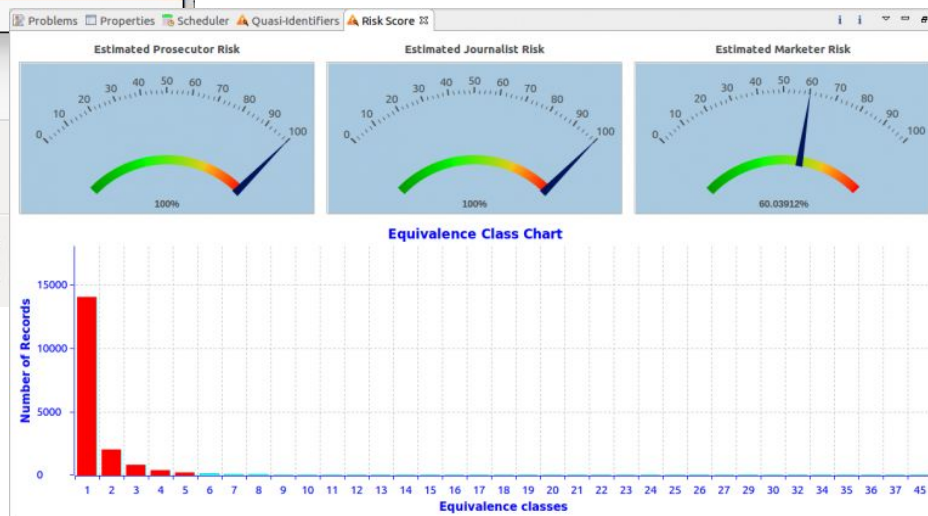 Problems Properties Scheduler Quasi-Identifiers Risk Score
Estimated Prosecutor Risk Estimated Journalist Risk Estimated Marketer Risk
0 10 20 30 40 50 60 70 80 90 100
100%
0 10 20 30 40 50 60 70 80 90 100
100%
0 10 20 30 40 50 60 70 80 90 100
60.03912%
Equivalence Class Chart
Number of Records
15000
10000
5000
0
1 2 3 4 5 6 7 8 9 10 11 12 13 14 15 16 17 18 19 20 21 22 23 24 25 26 27 29 30 32 34 35 36 37 45
Equivalence classes